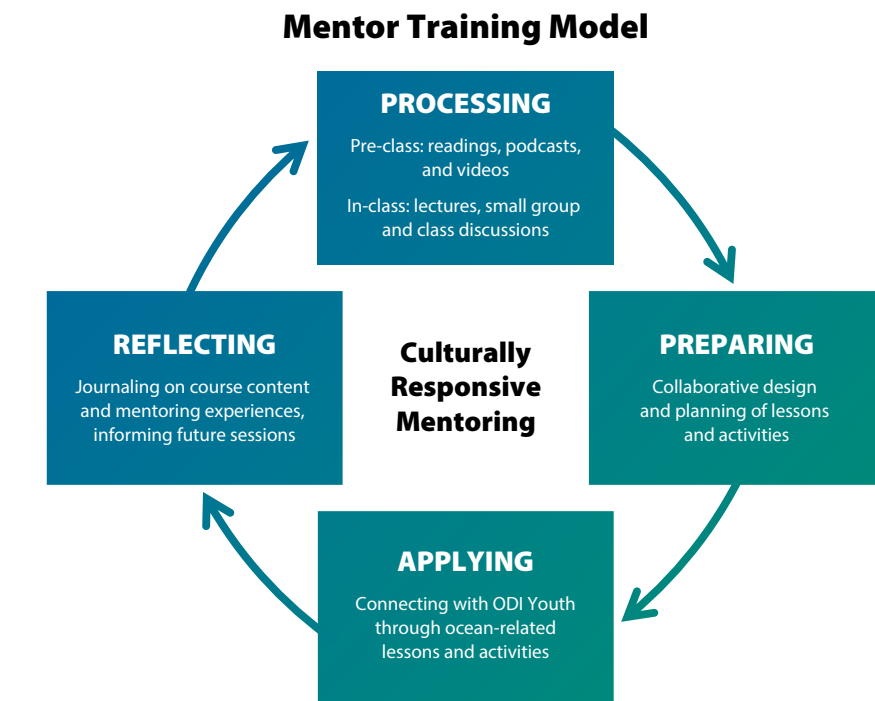 Mentor Training Model
PROCESSING
Pre-class: readings, podcasts,
and videos
In-class: lectures, small group
and class discussions
PREPARING
Collaborative design
and planning of lessons
and activities
APPLYING
Connecting with ODI Youth
through ocean-related
lessons and activities
REFLECTING
Journaling on course content
and mentoring experiences,
informing future sessions
Culturally
Responsive
Mentoring